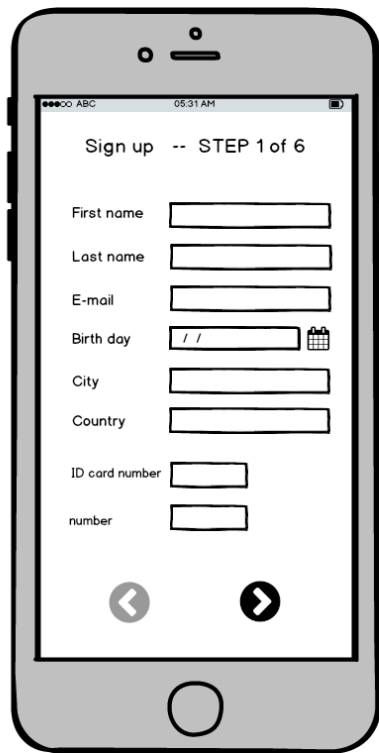 ●●●○○ ABC 05:31 AM
Sign up -- STEP 1 of 6
First name
Last name
E-mail
Birth day / /
City
Country
ID card number
number